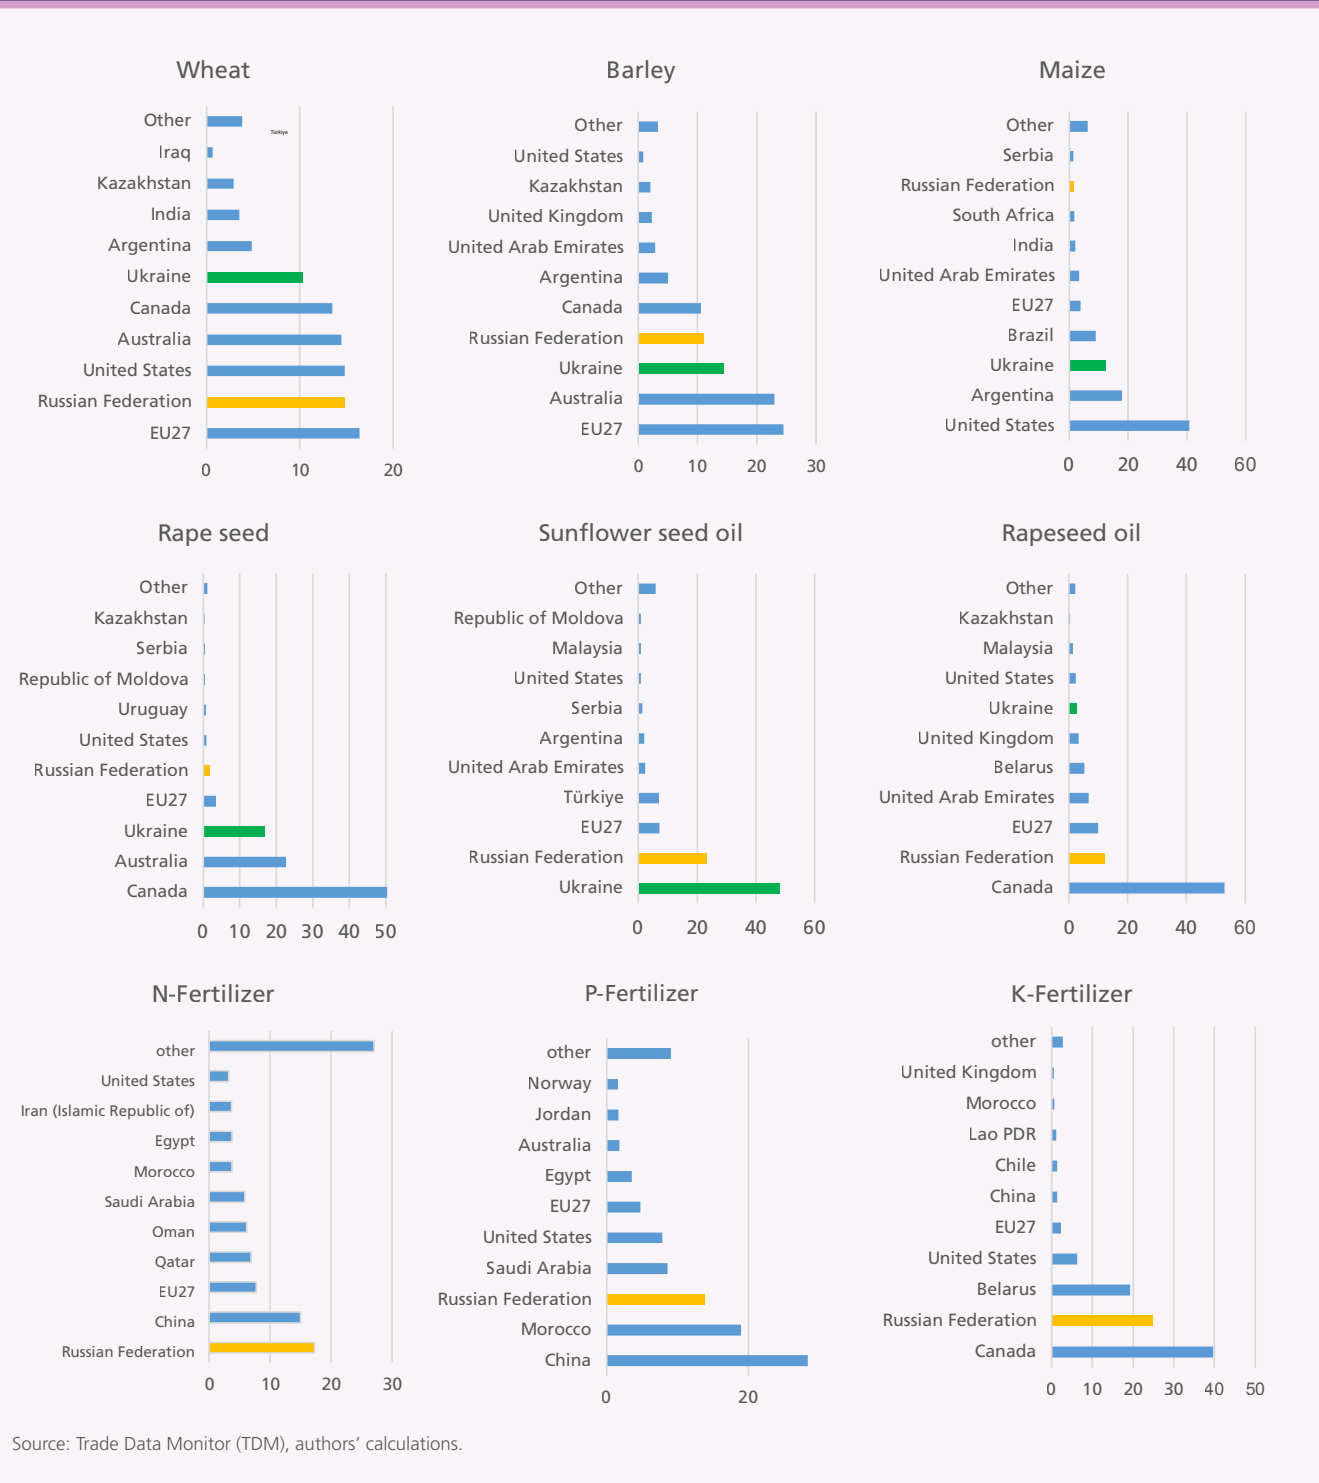 Wheat
Other
Türkiye
Iraq
Kazakhstan
India
Argentina
Ukraine
Canada
Australia
United States
Russian Federation
EU27
0 10 20
Barley
Other
United States
Kazakhstan
United Kingdom
United Arab Emirates
Argentina
Canada
Russian Federation
Ukraine
Australia
EU27
0 10 20 30
Maize
Other
Serbia
Russian Federation
South Africa
India
United Arab Emirates
EU27
Brazil
Ukraine
Argentina
United States
0 20 40 60
Rape seed
Other
Kazakhstan
Serbia
Republic of Moldova
Uruguay
United States
Russian Federation
EU27
Ukraine
Australia
Canada
0 10 20 30 40 50
Sunflower seed oil
Other
Republic of Moldova
Malaysia
United States
Serbia
Argentina
United Arab Emirates
Türkiye
EU27
Russian Federation
Ukraine
0 20 40 60
Rapeseed oil
Other
Kazakhstan
Malaysia
United States
Ukraine
United Kingdom
Belarus
United Arab Emirates
EU27
Russian Federation
Canada
0 20 40 60
N-Fertilizer
other
United States
Iran (Islamic Republic of)
Egypt
Morocco
Saudi Arabia
Oman
Qatar
EU27
China
Russian Federation
0 10 20 30
P-Fertilizer
other
Norway
Jordan
Australia
Egypt
EU27
United States
Saudi Arabia
Russian Federation
Morocco
China
0 20
K-Fertilizer
other
United Kingdom
Morocco
Lao PDR
Chile
China
EU27
United States
Belarus
Russian Federation
Canada
0 10 20 30 40 50
Source: Trade Data Monitor (TDM), authors’ calculations.